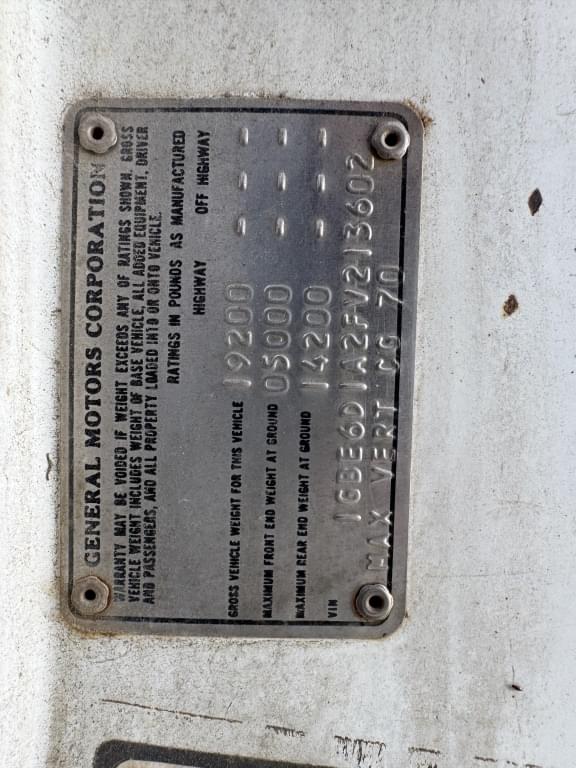 GENERAL MOTORS CORPORATION
WARRANTY MAY BE VOIDED IF WEIGHT EXCEEDS ANY OF RATINGS SHOWN. GROSS
VEHICLE WEIGHT INCLUDES WEIGHT OF BASE VEHICLE, ALL ADDED EQUIPMENT, DRIVER
AND PASSENGERS, AND ALL PROPERTY LOADED INTO OR ONTO VEHICLE.
RATINGS IN POUNDS AS MANUFACTURED
HIGHWAY OFF HIGHWAY
GROSS VEHICLE WEIGHT FOR THIS VEHICLE 19200 - - -
MAXIMUM FRONT END WEIGHT AT GROUND 05000 - - -
MAXIMUM REAR END WEIGHT AT GROUND 14200 - - -
VIN 1GBE6D1A2FV213602
MAX VERT CG 70